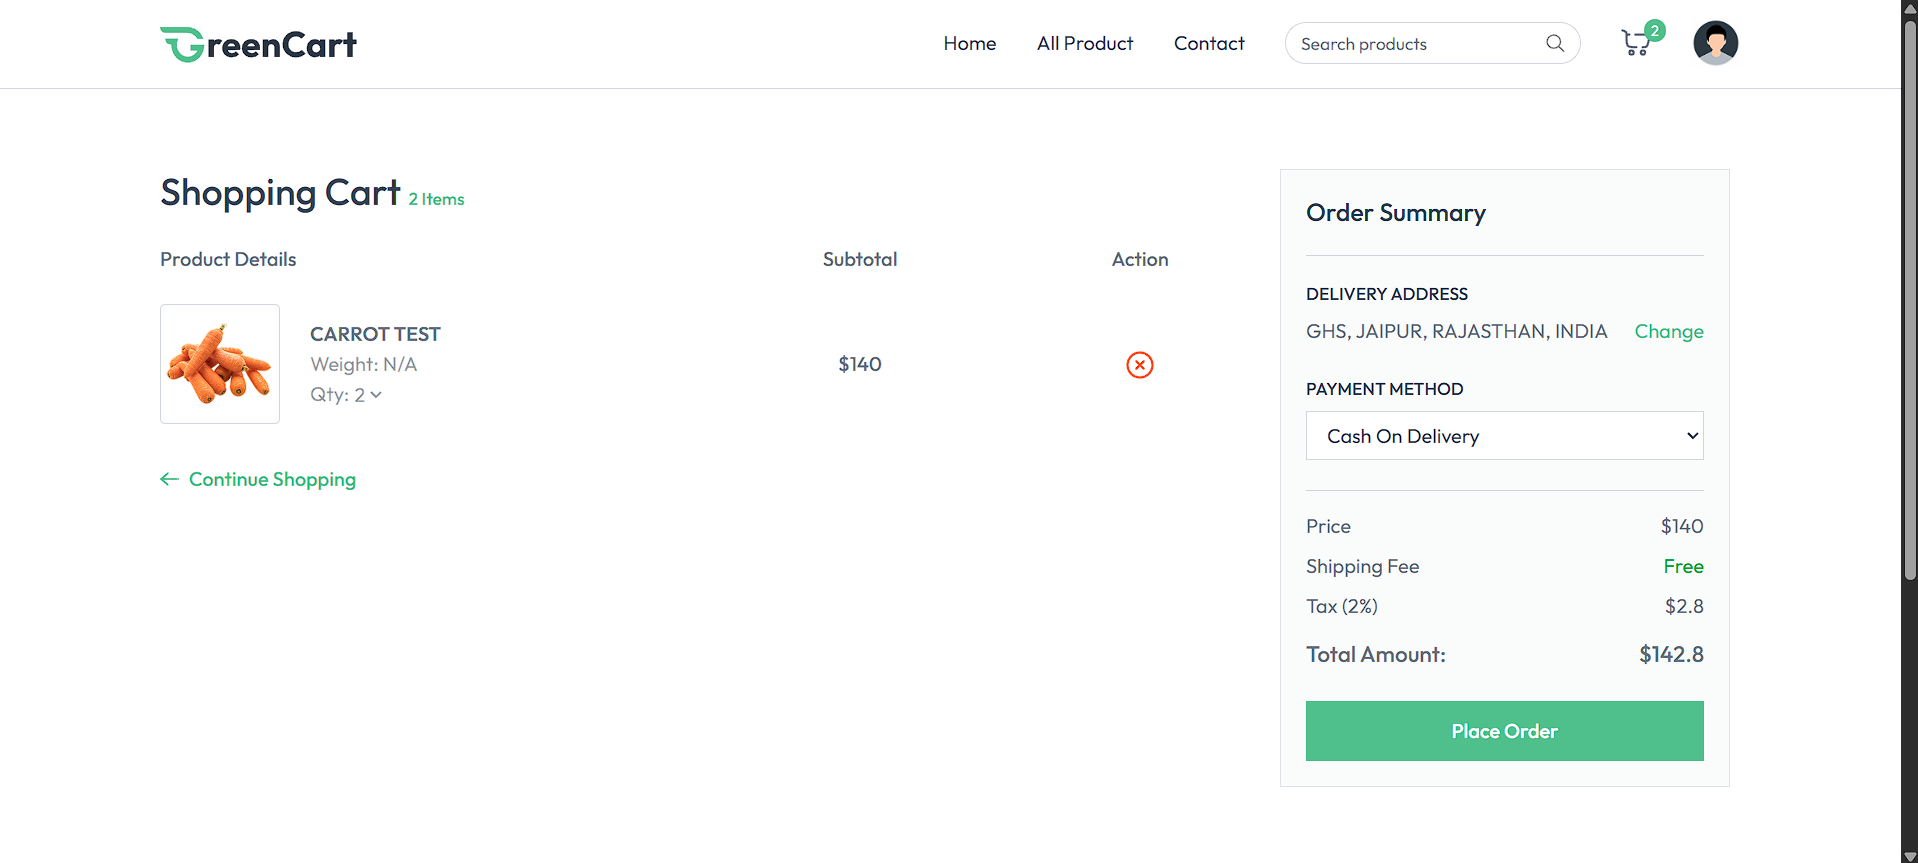 GreenCart
Home
All Product
Contact
Search products
2
Shopping Cart 2 Items
Product Details
Subtotal
Action
CARROT TEST
Weight: N/A
Qty: 2
$140
Continue Shopping
Order Summary
DELIVERY ADDRESS
GHS, JAIPUR, RAJASTHAN, INDIA
Change
PAYMENT METHOD
Cash On Delivery
Price $140
Shipping Fee Free
Tax (2%) $2.8
Total Amount: $142.8
Place Order